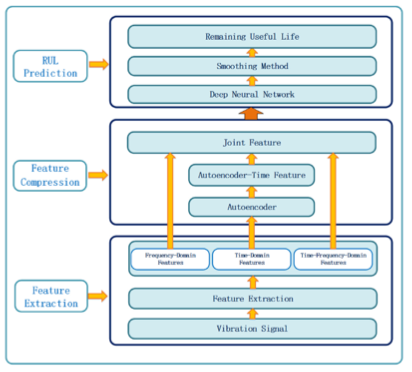 RUL
Prediction
Remaining Useful Life
Smoothing Method
Deep Neural Network
Feature
Compression
Joint Feature
Autoencoder-Time Feature
Autoencoder
Feature
Extraction
Frequency-Domain
Features
Time-Domain
Features
Time-Frequency-Domain
Features
Feature Extraction
Vibration Signal